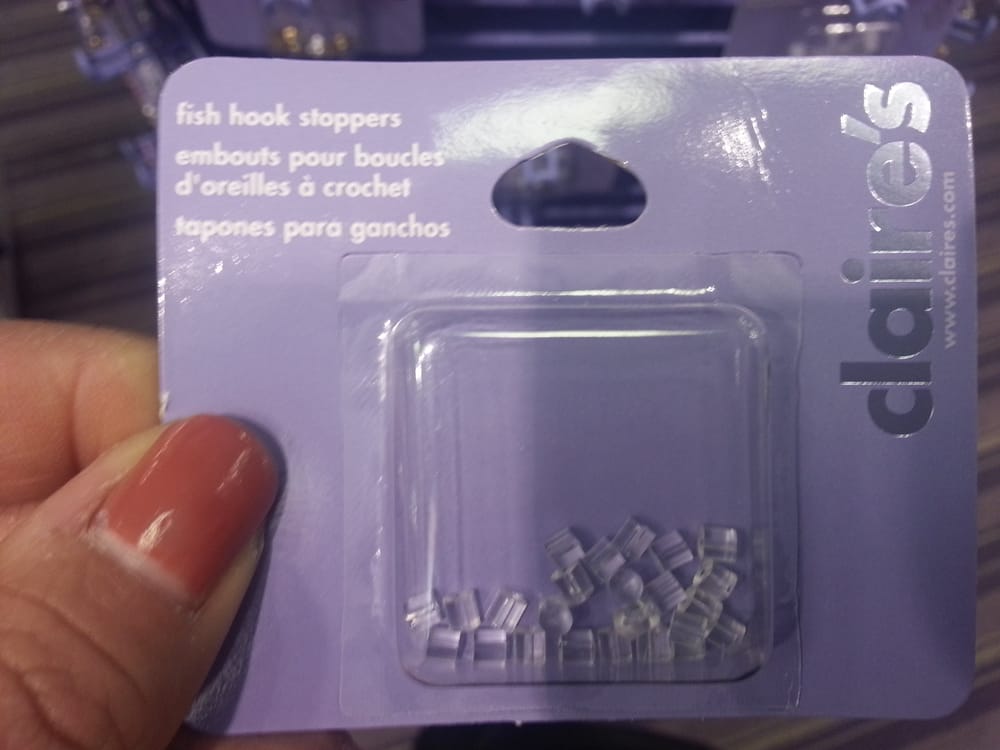 fish hook stoppers
embouts pour boucles
d'oreilles à crochet
tapones para ganchos
claire's
www.claires.com